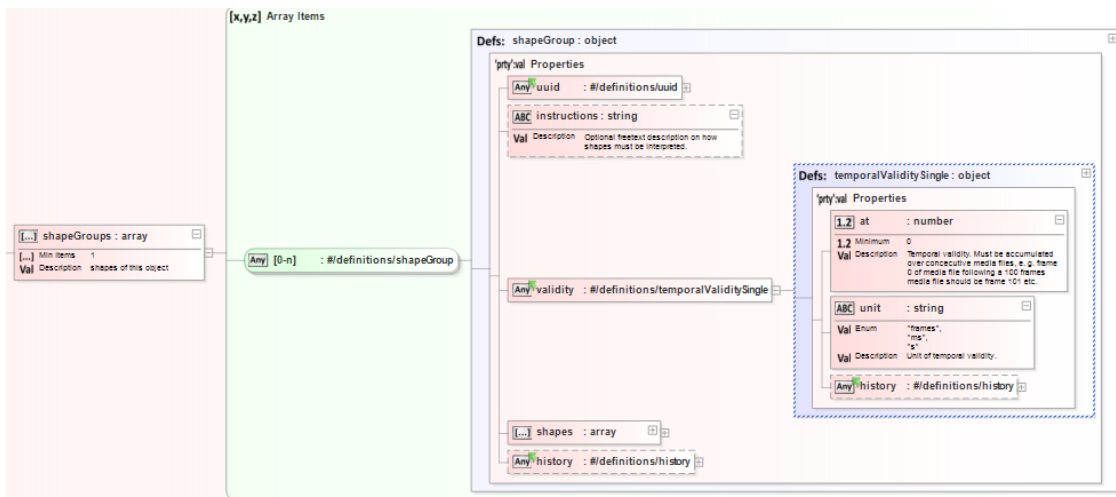 [x,y,z] Array Items
Defs: shapeGroup : object
'prty':val Properties
Any uuid : #/definitions/uuid
ABC instructions : string
Val Description Optional freetext description on how
shapes must be interpreted.
Defs: temporalValiditySingle : object
'prty':val Properties
1.2 at : number
1.2 Minimum 0
Val Description Temporal validity. Must be accumulated
over concecutive media files, e. g. frame
0 of media file following a 100 frames
media file should be frame 101 etc.
[...] shapeGroups : array
[...] Min Items 1
Val Description shapes of this object
Any [0-n] : #/definitions/shapeGroup
Any validity : #/definitions/temporalValiditySingle
ABC unit : string
Val Enum "frames",
"ms",
"s"
Val Description Unit of temporal validity.
Any history : #/definitions/history
[...] shapes : array
Any history : #/definitions/history